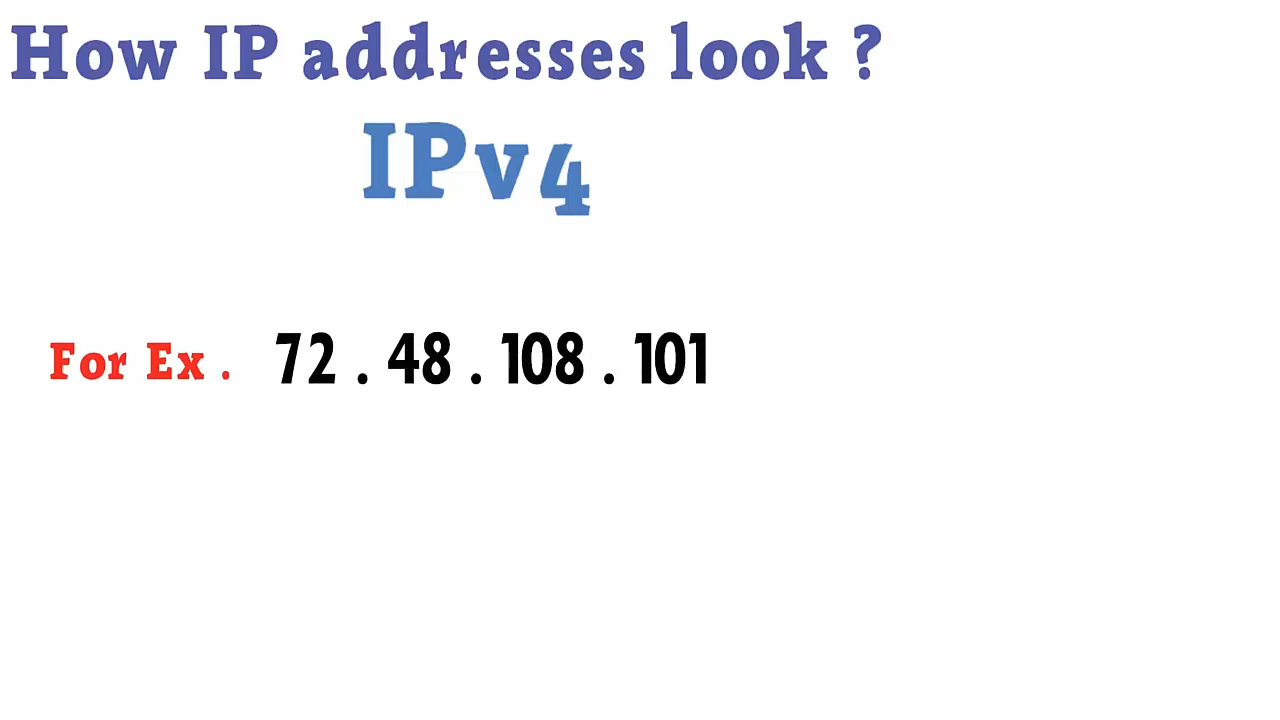 How IP addresses look ?
IPv4
For Ex . 72 . 48 . 108 . 101